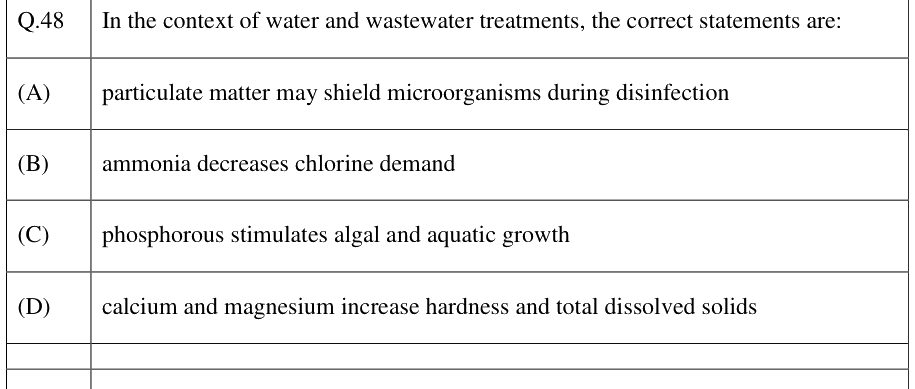 Q.48 In the context of water and wastewater treatments, the correct statements are:
(A) particulate matter may shield microorganisms during disinfection
(B) ammonia decreases chlorine demand
(C) phosphorous stimulates algal and aquatic growth
(D) calcium and magnesium increase hardness and total dissolved solids